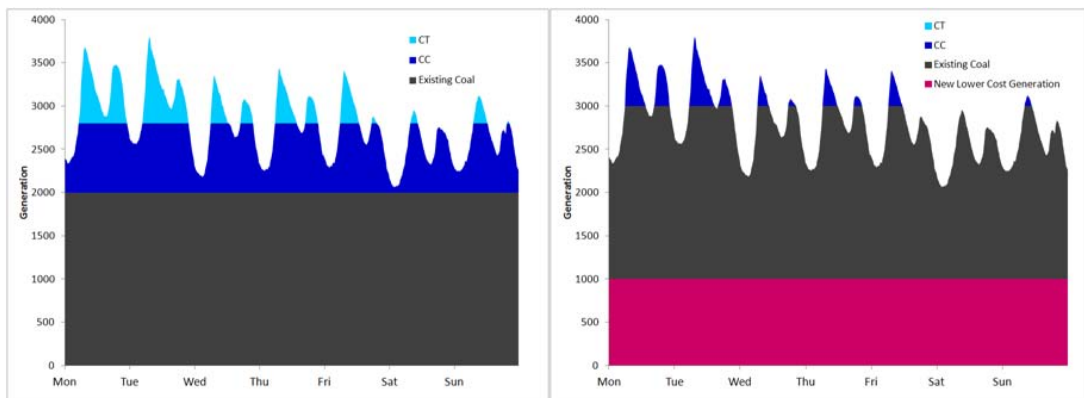 4000
3500
3000
2500
2000
1500
1000
500
0
Generation
CT
CC
Existing Coal
Mon Tue Wed Thu Fri Sat Sun
4000
3500
3000
2500
2000
1500
1000
500
0
Generation
CT
CC
Existing Coal
New Lower Cost Generation
Mon Tue Wed Thu Fri Sat Sun